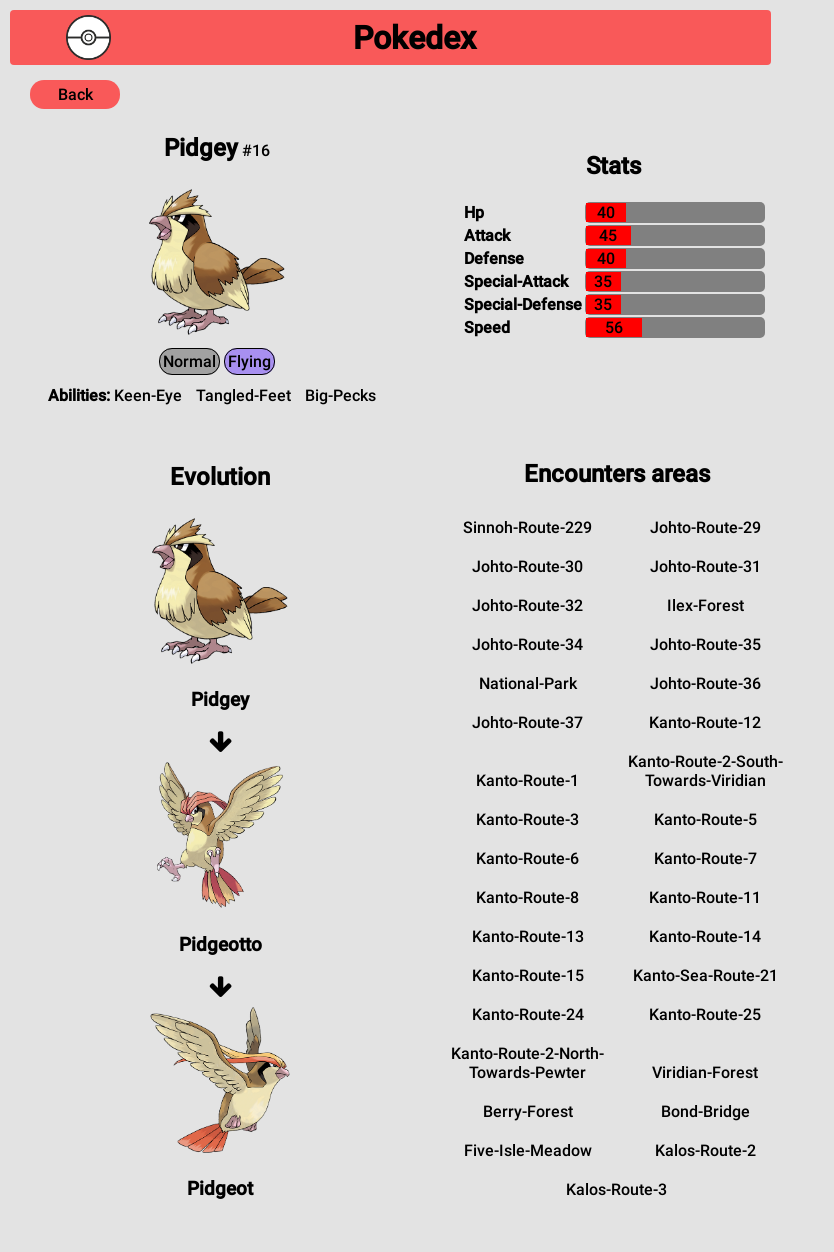 Pokedex
Back
Pidgey #16
Normal Flying
Abilities: Keen-Eye Tangled-Feet Big-Pecks
Stats
Hp 40
Attack 45
Defense 40
Special-Attack 35
Special-Defense 35
Speed 56
Evolution
Pidgey
Pidgeotto
Pidgeot
Encounters areas
Sinnoh-Route-229 Johto-Route-29
Johto-Route-30 Johto-Route-31
Johto-Route-32 Ilex-Forest
Johto-Route-34 Johto-Route-35
National-Park Johto-Route-36
Johto-Route-37 Kanto-Route-12
Kanto-Route-1 Kanto-Route-2-South-
Towards-Viridian
Kanto-Route-3 Kanto-Route-5
Kanto-Route-6 Kanto-Route-7
Kanto-Route-8 Kanto-Route-11
Kanto-Route-13 Kanto-Route-14
Kanto-Route-15 Kanto-Sea-Route-21
Kanto-Route-24 Kanto-Route-25
Kanto-Route-2-North-
Towards-Pewter Viridian-Forest
Berry-Forest Bond-Bridge
Five-Isle-Meadow Kalos-Route-2
Kalos-Route-3